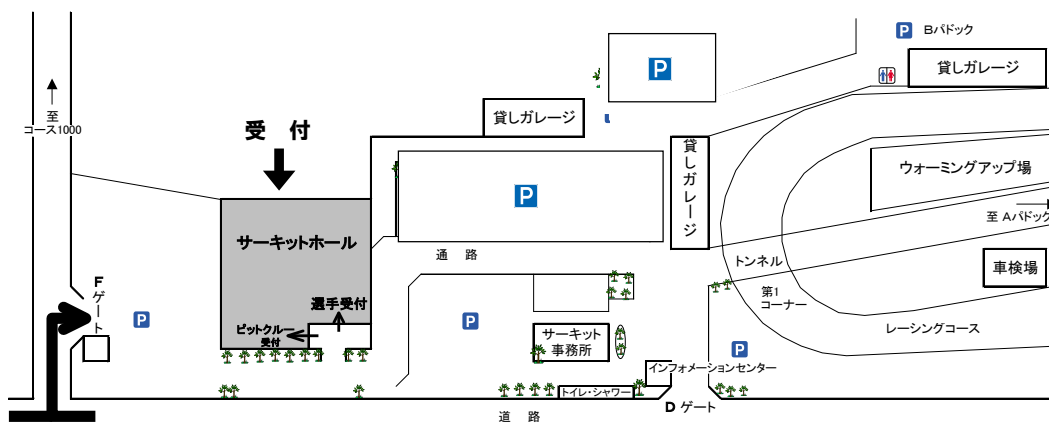 P Bパドック
貸しガレージ
P
至
コース1000
受 付
貸しガレージ
貸しガレージ
ウォーミングアップ場
P
至 Aパドック
サーキットホール
通 路
トンネル
車検場
Fゲート
P
選手受付
ピットクルー
受付
P
第1
コーナー
レーシングコース
サーキット
事務所
P
インフォメーションセンター
トイレ・シャワー
D ゲート
道 路